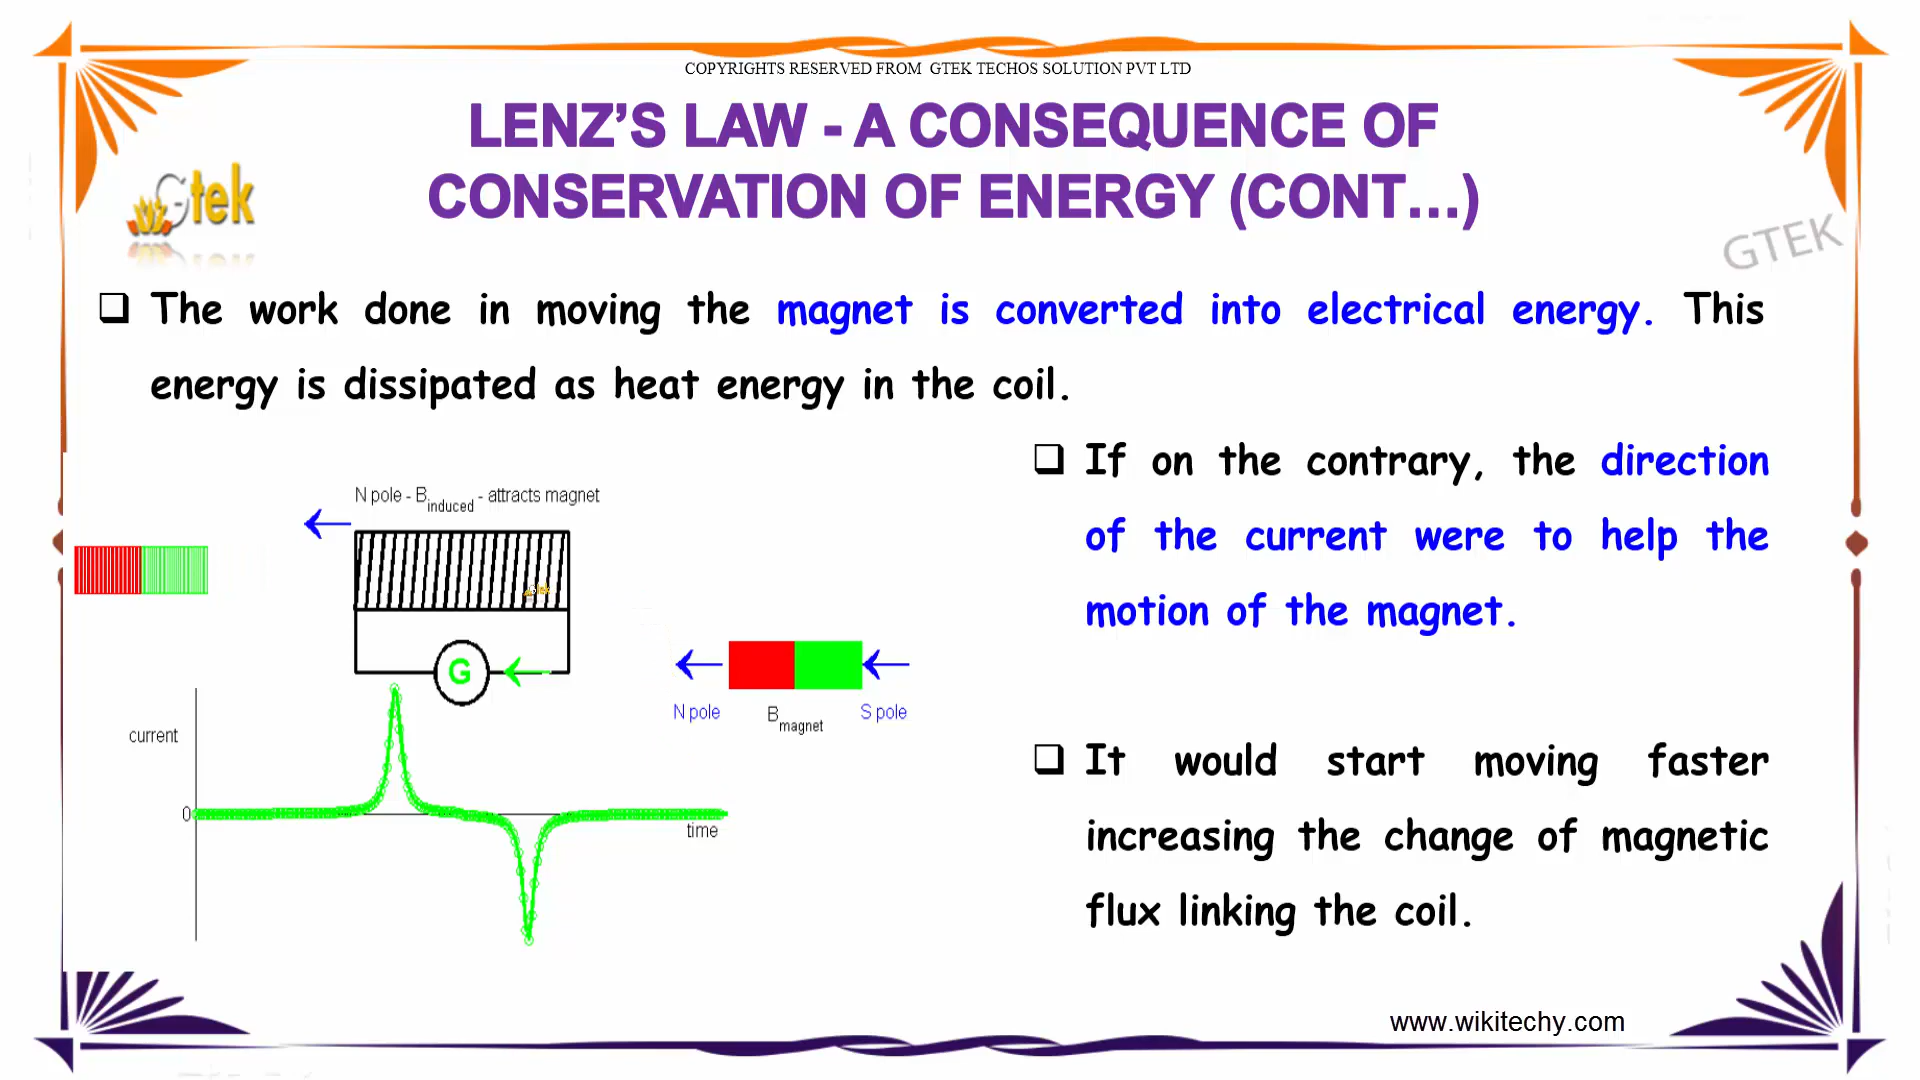 COPYRIGHTS RESERVED FROM GTEK TECHOS SOLUTION PVT LTD
LENZ’S LAW - A CONSEQUENCE OF
CONSERVATION OF ENERGY (CONT...)
Gtek
GTEK
❑ The work done in moving the magnet is converted into electrical energy. This
energy is dissipated as heat energy in the coil.
❑ If on the contrary, the direction
of the current were to help the
motion of the magnet.
❑ It would start moving faster
increasing the change of magnetic
flux linking the coil.
N pole - Binduced - attracts magnet
Gtek
G
N pole
Bmagnet
S pole
current
0
time
www.wikitechy.com